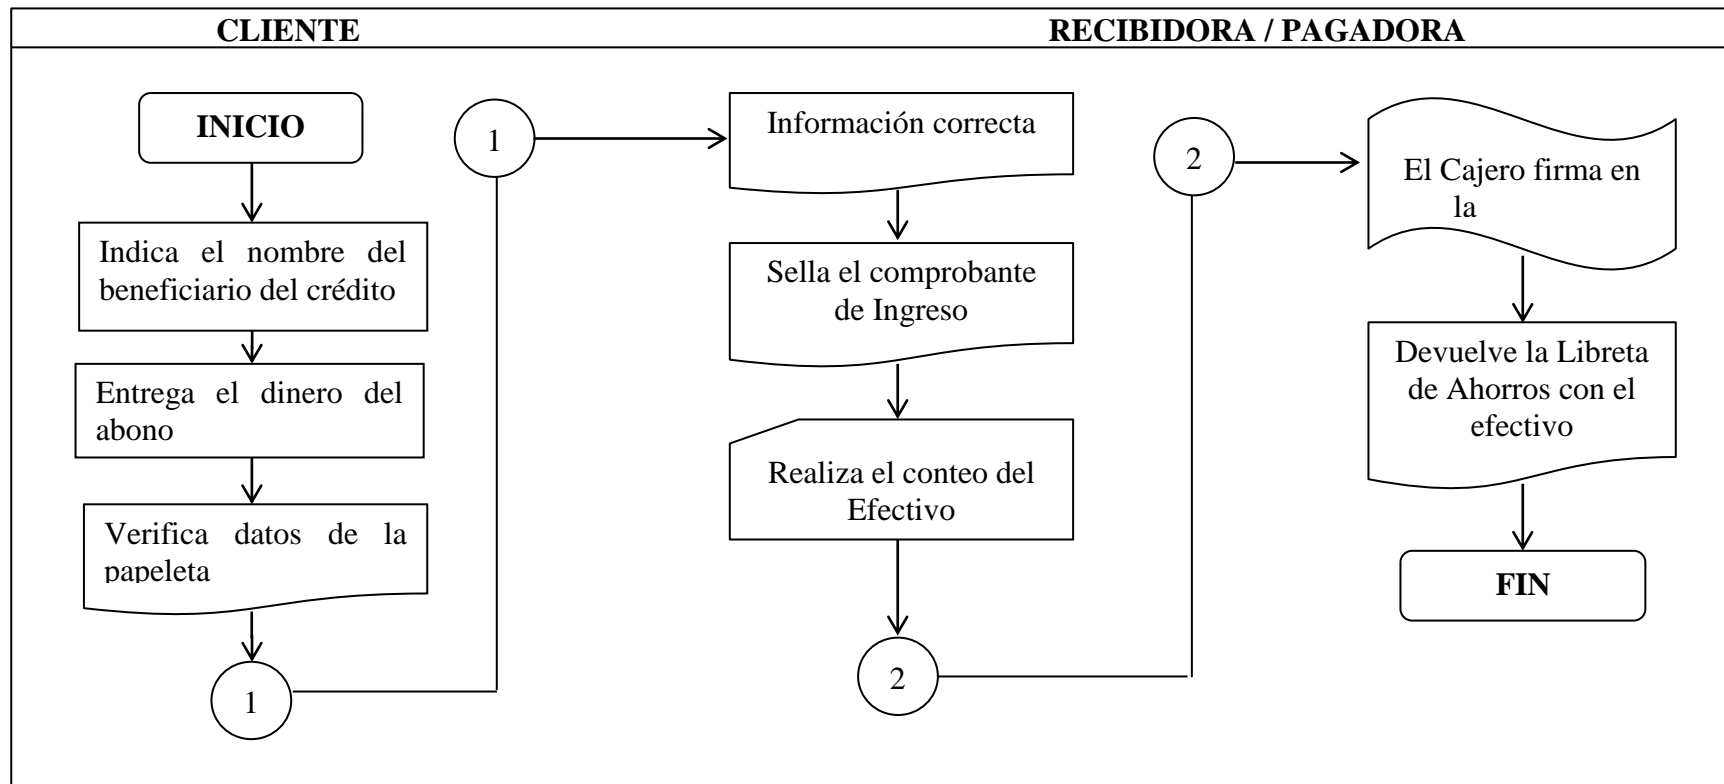 CLIENTE
RECIBIDORA / PAGADORA
INICIO
Indica el nombre del
beneficiario del crédito
Entrega el dinero del
abono
Verifica datos de la
papeleta
1
1
Información correcta
Sella el comprobante
de Ingreso
Realiza el conteo del
Efectivo
2
2
El Cajero firma en
la
Devuelve la Libreta
de Ahorros con el
efectivo
FIN